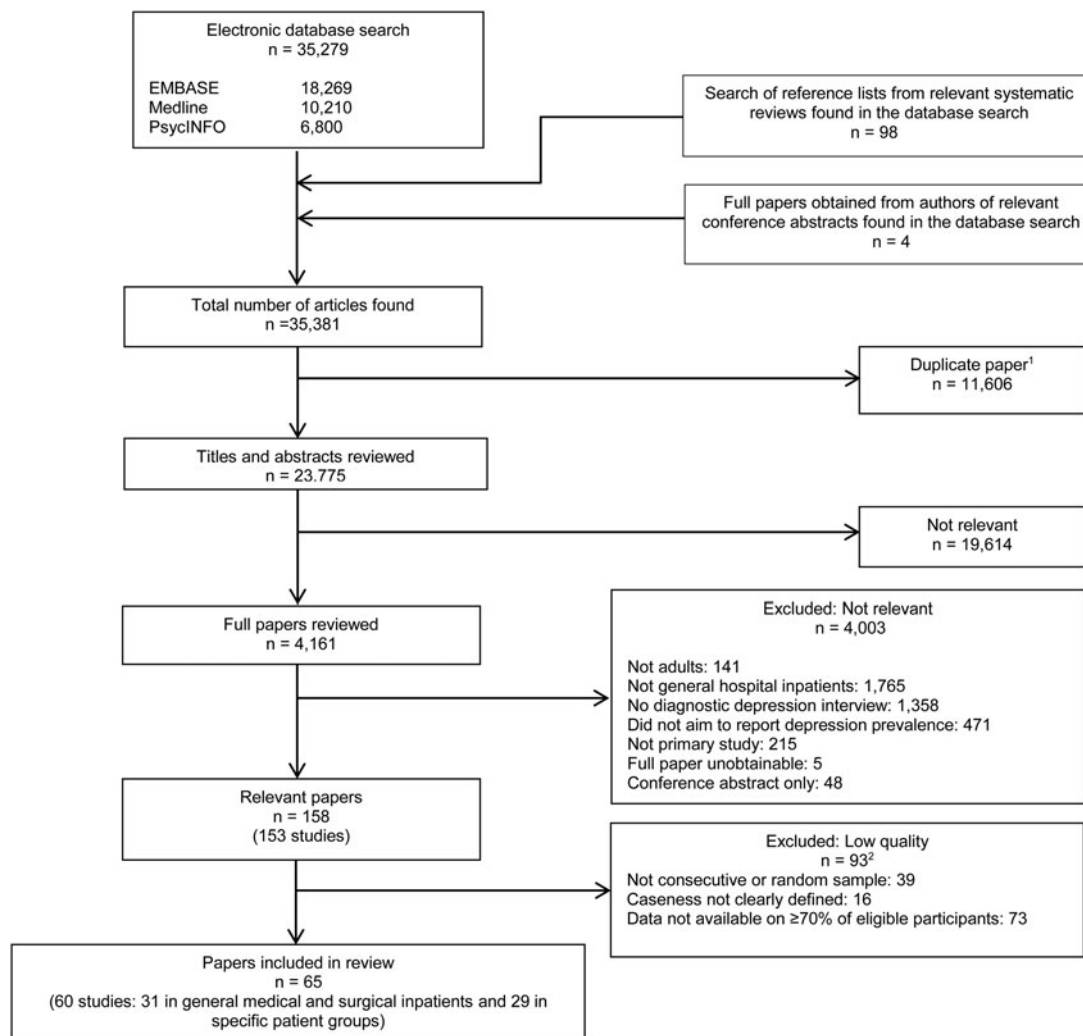 Electronic database search
n = 35,279
EMBASE 18,269
Medline 10,210
PsycINFO 6,800
Search of reference lists from relevant systematic
reviews found in the database search
n = 98
Full papers obtained from authors of relevant
conference abstracts found in the database search
n = 4
Total number of articles found
n =35,381
Duplicate paper¹
n = 11,606
Titles and abstracts reviewed
n = 23.775
Not relevant
n = 19,614
Full papers reviewed
n = 4,161
Excluded: Not relevant
n = 4,003
Not adults: 141
Not general hospital inpatients: 1,765
No diagnostic depression interview: 1,358
Did not aim to report depression prevalence: 471
Not primary study: 215
Full paper unobtainable: 5
Conference abstract only: 48
Relevant papers
n = 158
(153 studies)
Excluded: Low quality
n = 93²
Not consecutive or random sample: 39
Caseness not clearly defined: 16
Data not available on ≥70% of eligible participants: 73
Papers included in review
n = 65
(60 studies: 31 in general medical and surgical inpatients and 29 in
specific patient groups)